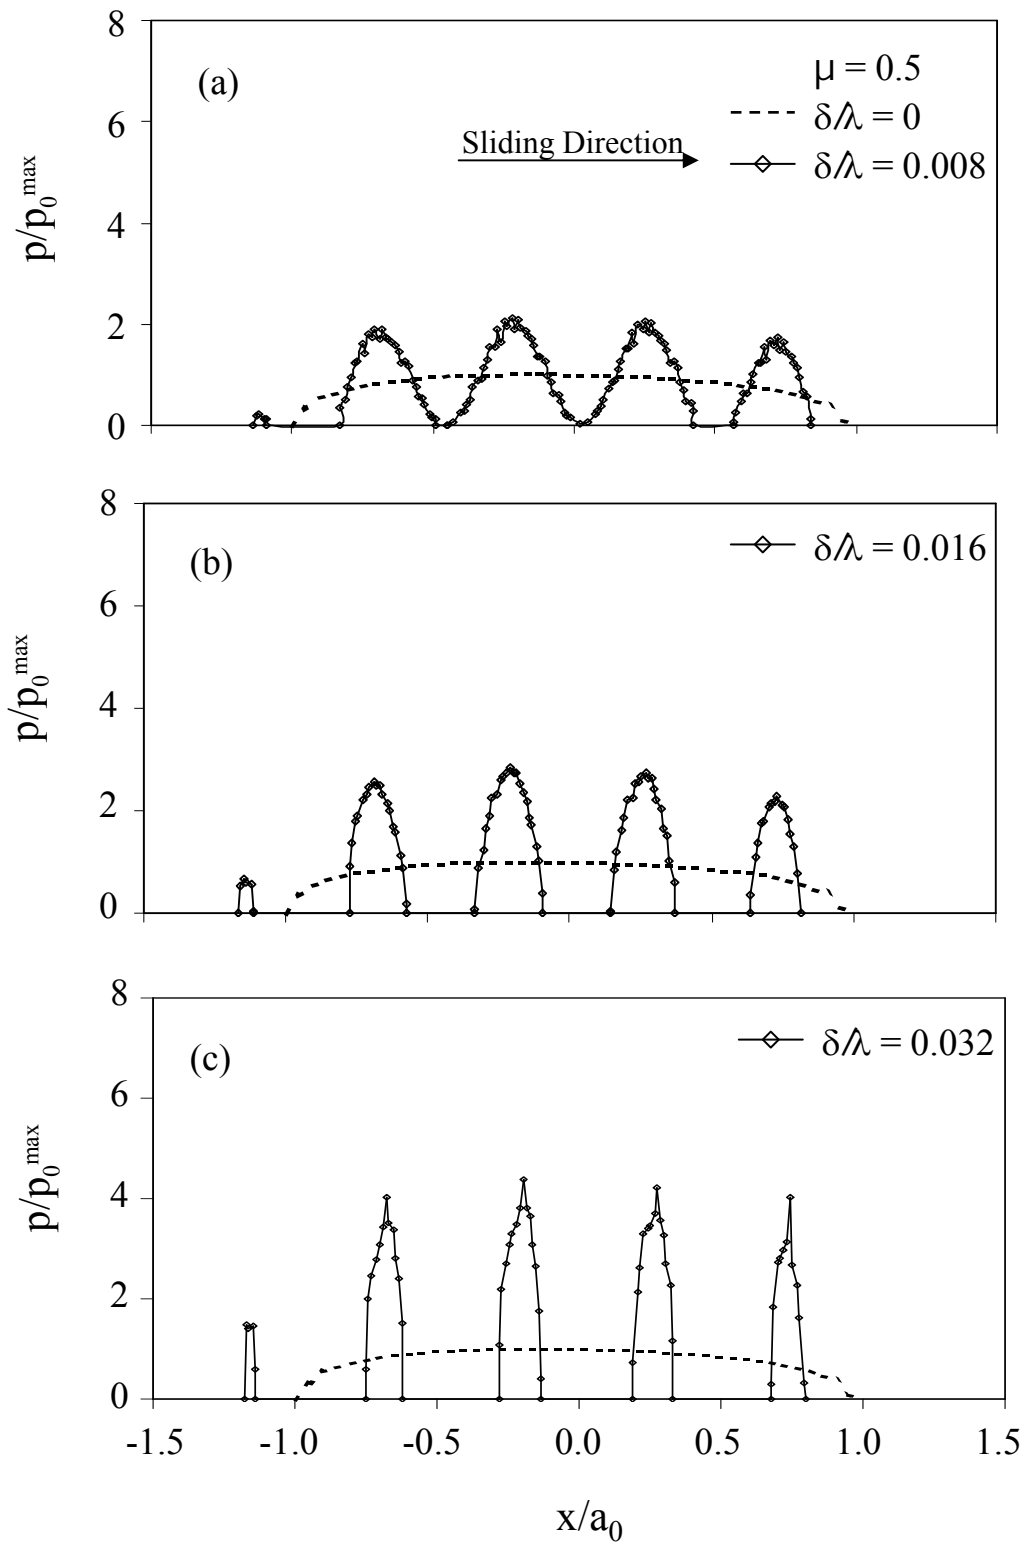 8
(a)
μ = 0.5
δ/λ = 0
Sliding Direction
δ/λ = 0.008
6
4
2
0
p/p₀ᵐᵃˣ
8
(b)
δ/λ = 0.016
6
4
2
0
p/p₀ᵐᵃˣ
8
(c)
δ/λ = 0.032
6
4
2
0
p/p₀ᵐᵃˣ
-1.5 -1.0 -0.5 0.0 0.5 1.0 1.5
x/a₀